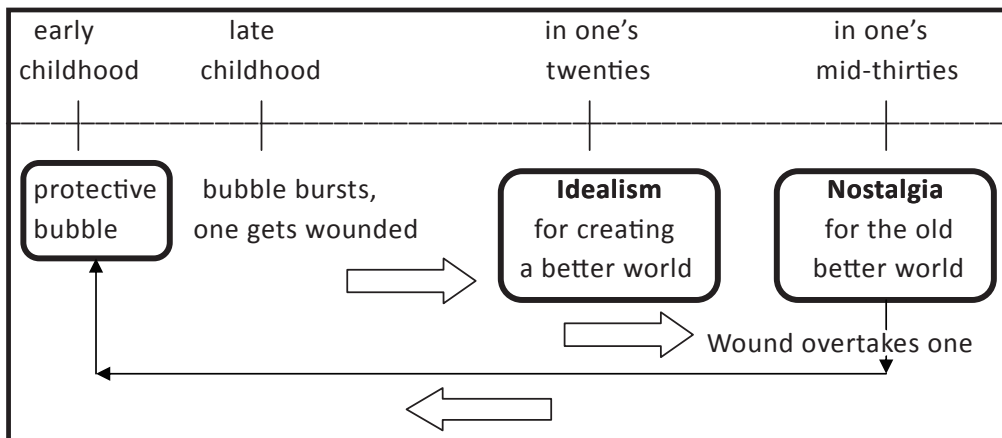 early
childhood
late
childhood
in one's
twenties
in one's
mid-thirties
protective
bubble
bubble bursts,
one gets wounded
Idealism
for creating
a better world
Nostalgia
for the old
better world
Wound overtakes one